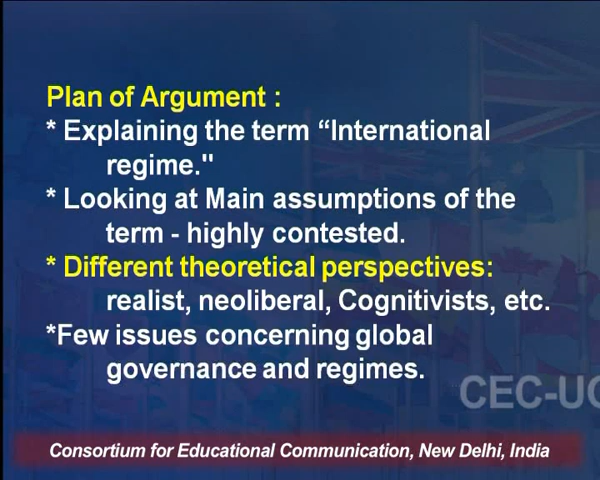 Plan of Argument :
* Explaining the term “International
regime."
* Looking at Main assumptions of the
term - highly contested.
* Different theoretical perspectives:
realist, neoliberal, Cognitivists, etc.
*Few issues concerning global
governance and regimes.
CEC-UG
Consortium for Educational Communication, New Delhi, India